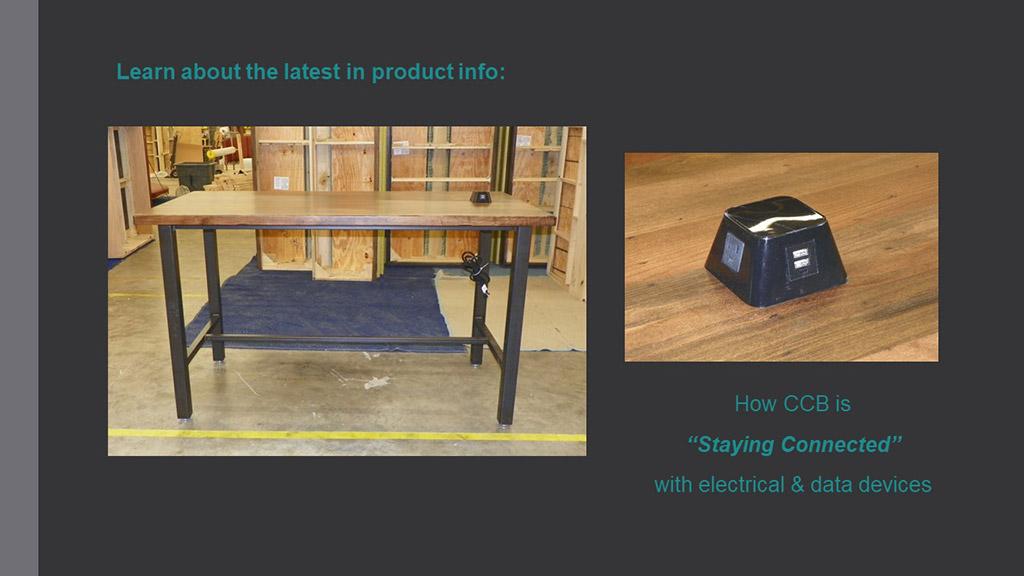 Learn about the latest in product info:
How CCB is
“Staying Connected”
with electrical & data devices